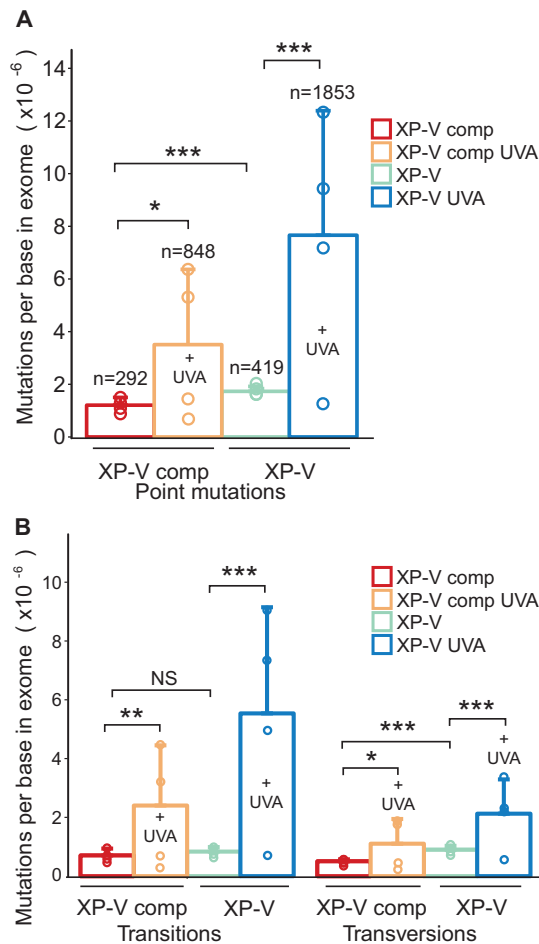 A
Mutations per base in exome ( x10 -6 )
14
12
10
8
6
4
2
0
***
n=1853
***
*
n=848
n=292
+
UVA
n=419
+
UVA
XP-V comp
XP-V comp UVA
XP-V
XP-V UVA
XP-V comp
XP-V
Point mutations
B
Mutations per base in exome ( x10 -6 )
10
8
6
4
2
0
XP-V comp
XP-V comp UVA
XP-V
XP-V UVA
***
NS
**
+
UVA
+
UVA
***
***
*
+
UVA
+
UVA
XP-V comp
XP-V
XP-V comp
XP-V
Transitions
Transversions